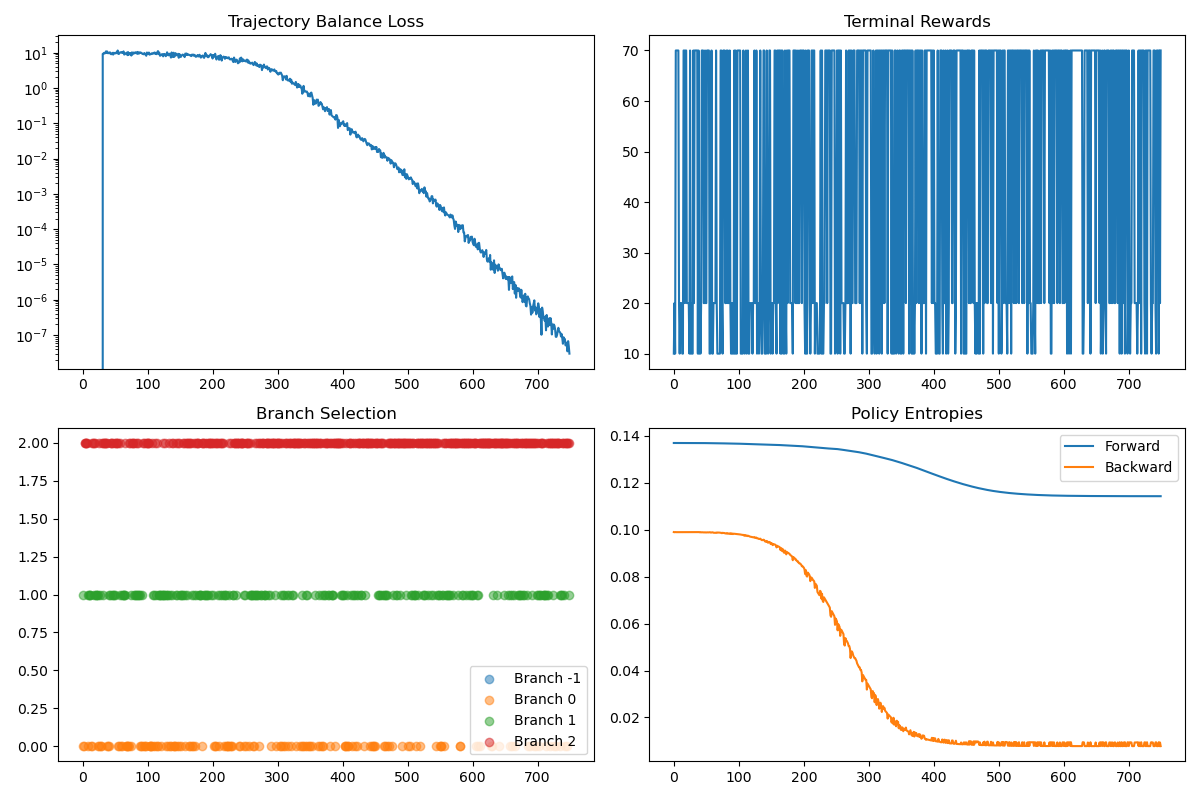 Trajectory Balance Loss
10^1
10^0
10^-1
10^-2
10^-3
10^-4
10^-5
10^-6
10^-7
0 100 200 300 400 500 600 700
Terminal Rewards
70
60
50
40
30
20
10
0 100 200 300 400 500 600 700
Branch Selection
2.00
1.75
1.50
1.25
1.00
0.75
0.50
0.25
0.00
Branch -1
Branch 0
Branch 1
Branch 2
0 100 200 300 400 500 600 700
Policy Entropies
0.14
0.12
0.10
0.08
0.06
0.04
0.02
Forward
Backward
0 100 200 300 400 500 600 700